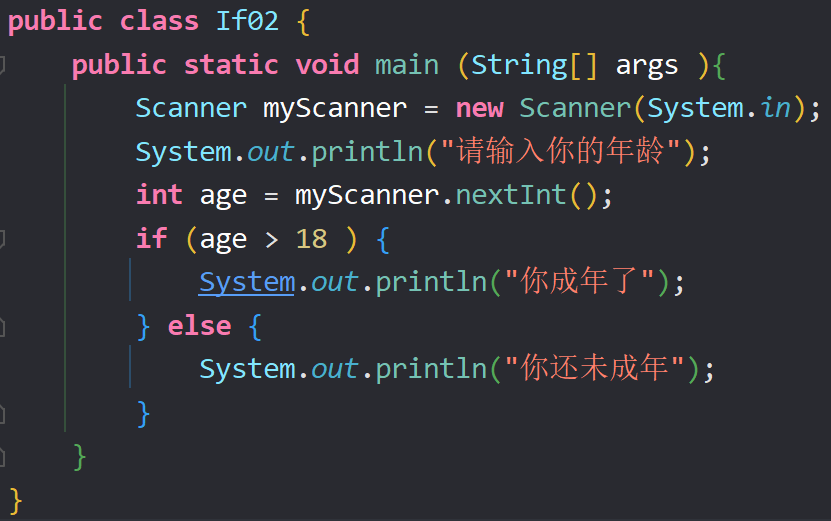 public class If02 {
public static void main (String[] args ){
Scanner myScanner = new Scanner(System.in);
System.out.println("请输入你的年龄");
int age = myScanner.nextInt();
if (age > 18 ) {
System.out.println("你成年了");
} else {
System.out.println("你还未成年");
}
}
}